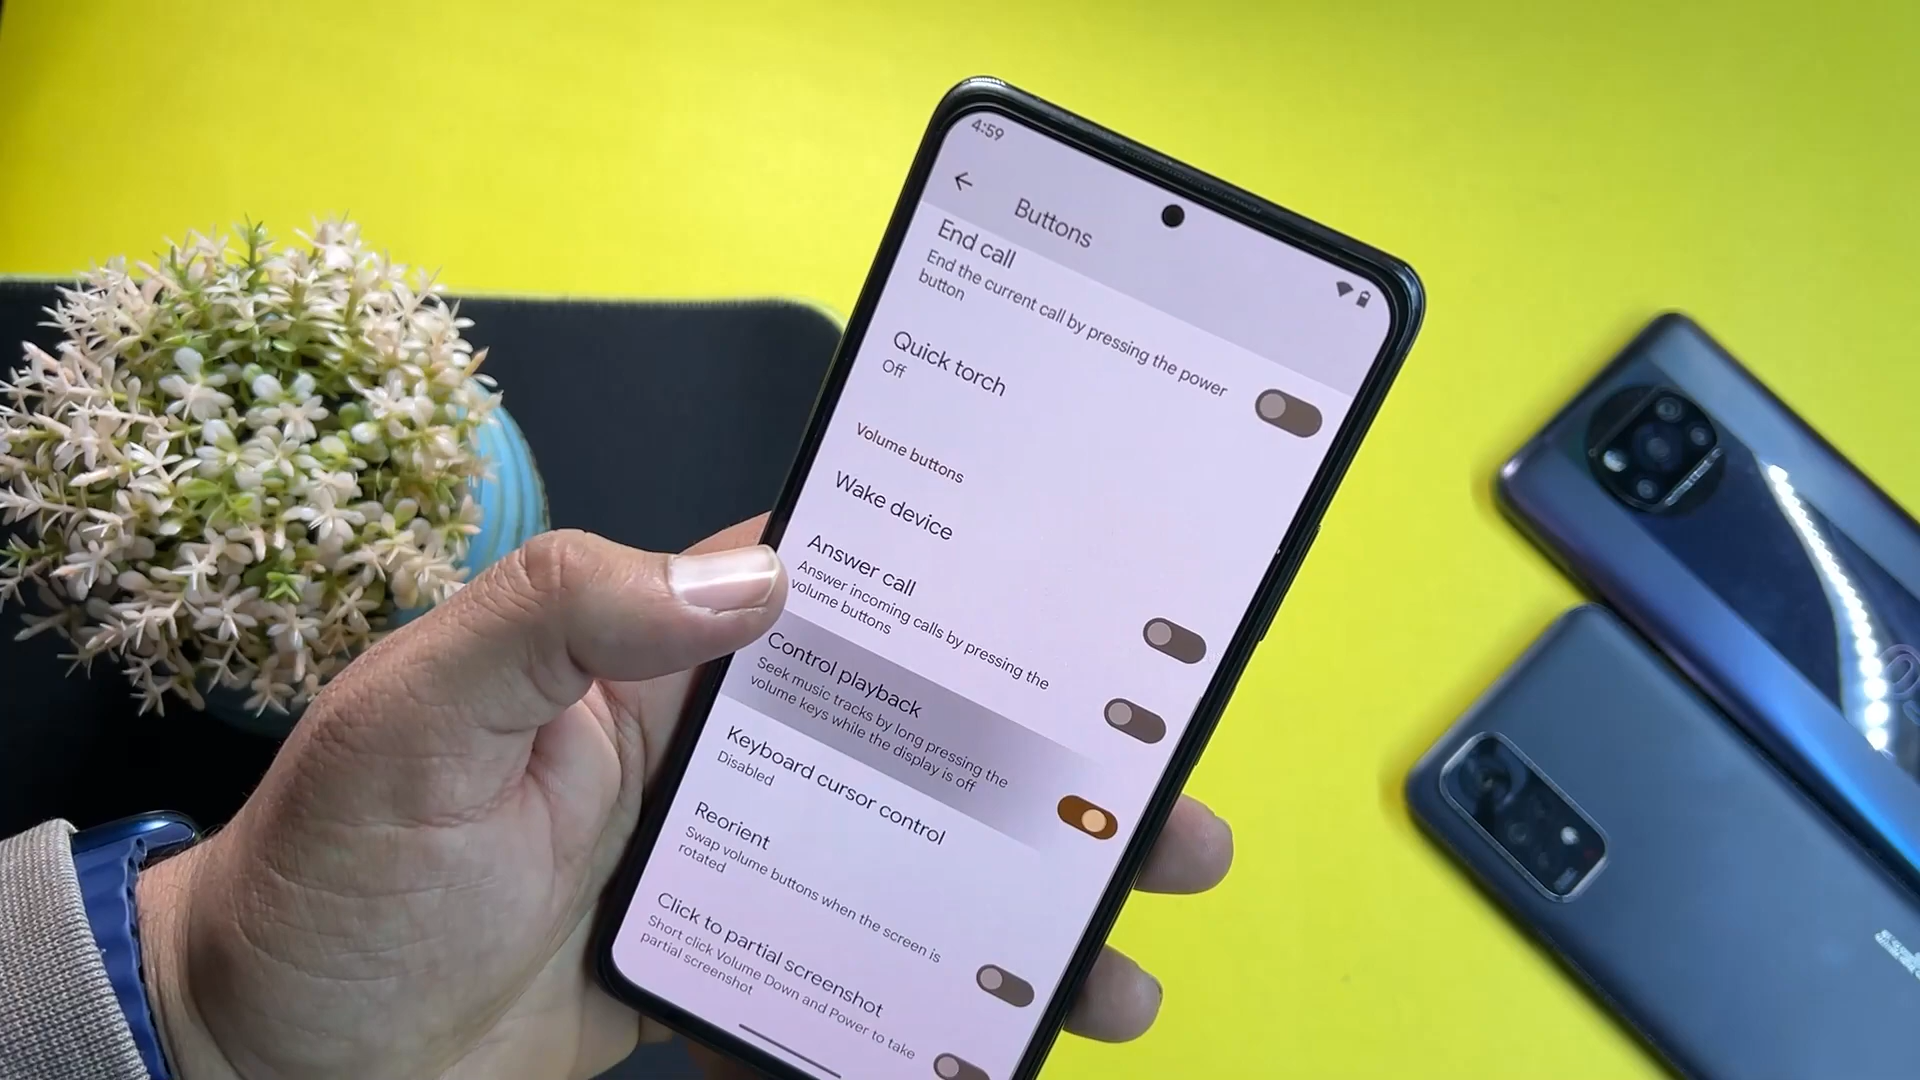 4:59
Buttons
End call
End the current call by pressing the power
button
Quick torch
Off
Volume buttons
Wake device
Answer call
Answer incoming calls by pressing the
volume buttons
Control playback
Seek music tracks by long pressing the
volume keys while the display is off
Keyboard cursor control
Disabled
Reorient
Swap volume buttons when the screen is
rotated
Click to partial screenshot
Short click Volume Down and Power to take
partial screenshot